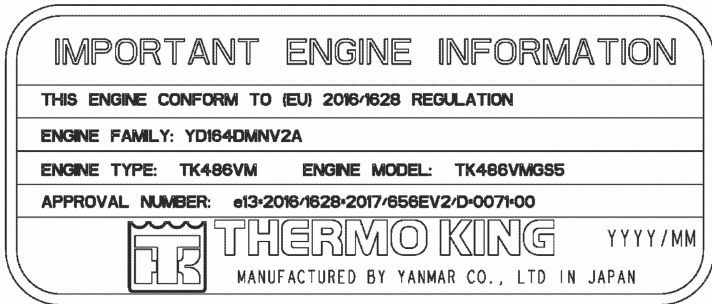 IMPORTANT ENGINE INFORMATION
THIS ENGINE CONFORM TO (EU) 2016/1628 REGULATION
ENGINE FAMILY: YDI64DMNV2A
ENGINE TYPE: TK486VM ENGINE MODEL: TK486VMGS5
APPROVAL NUMBER: e13*2016/1628*2017/656EV2/D*0071*00
TK THERMO KING YYYY/MM
MANUFACTURED BY YANMAR CO., LTD IN JAPAN